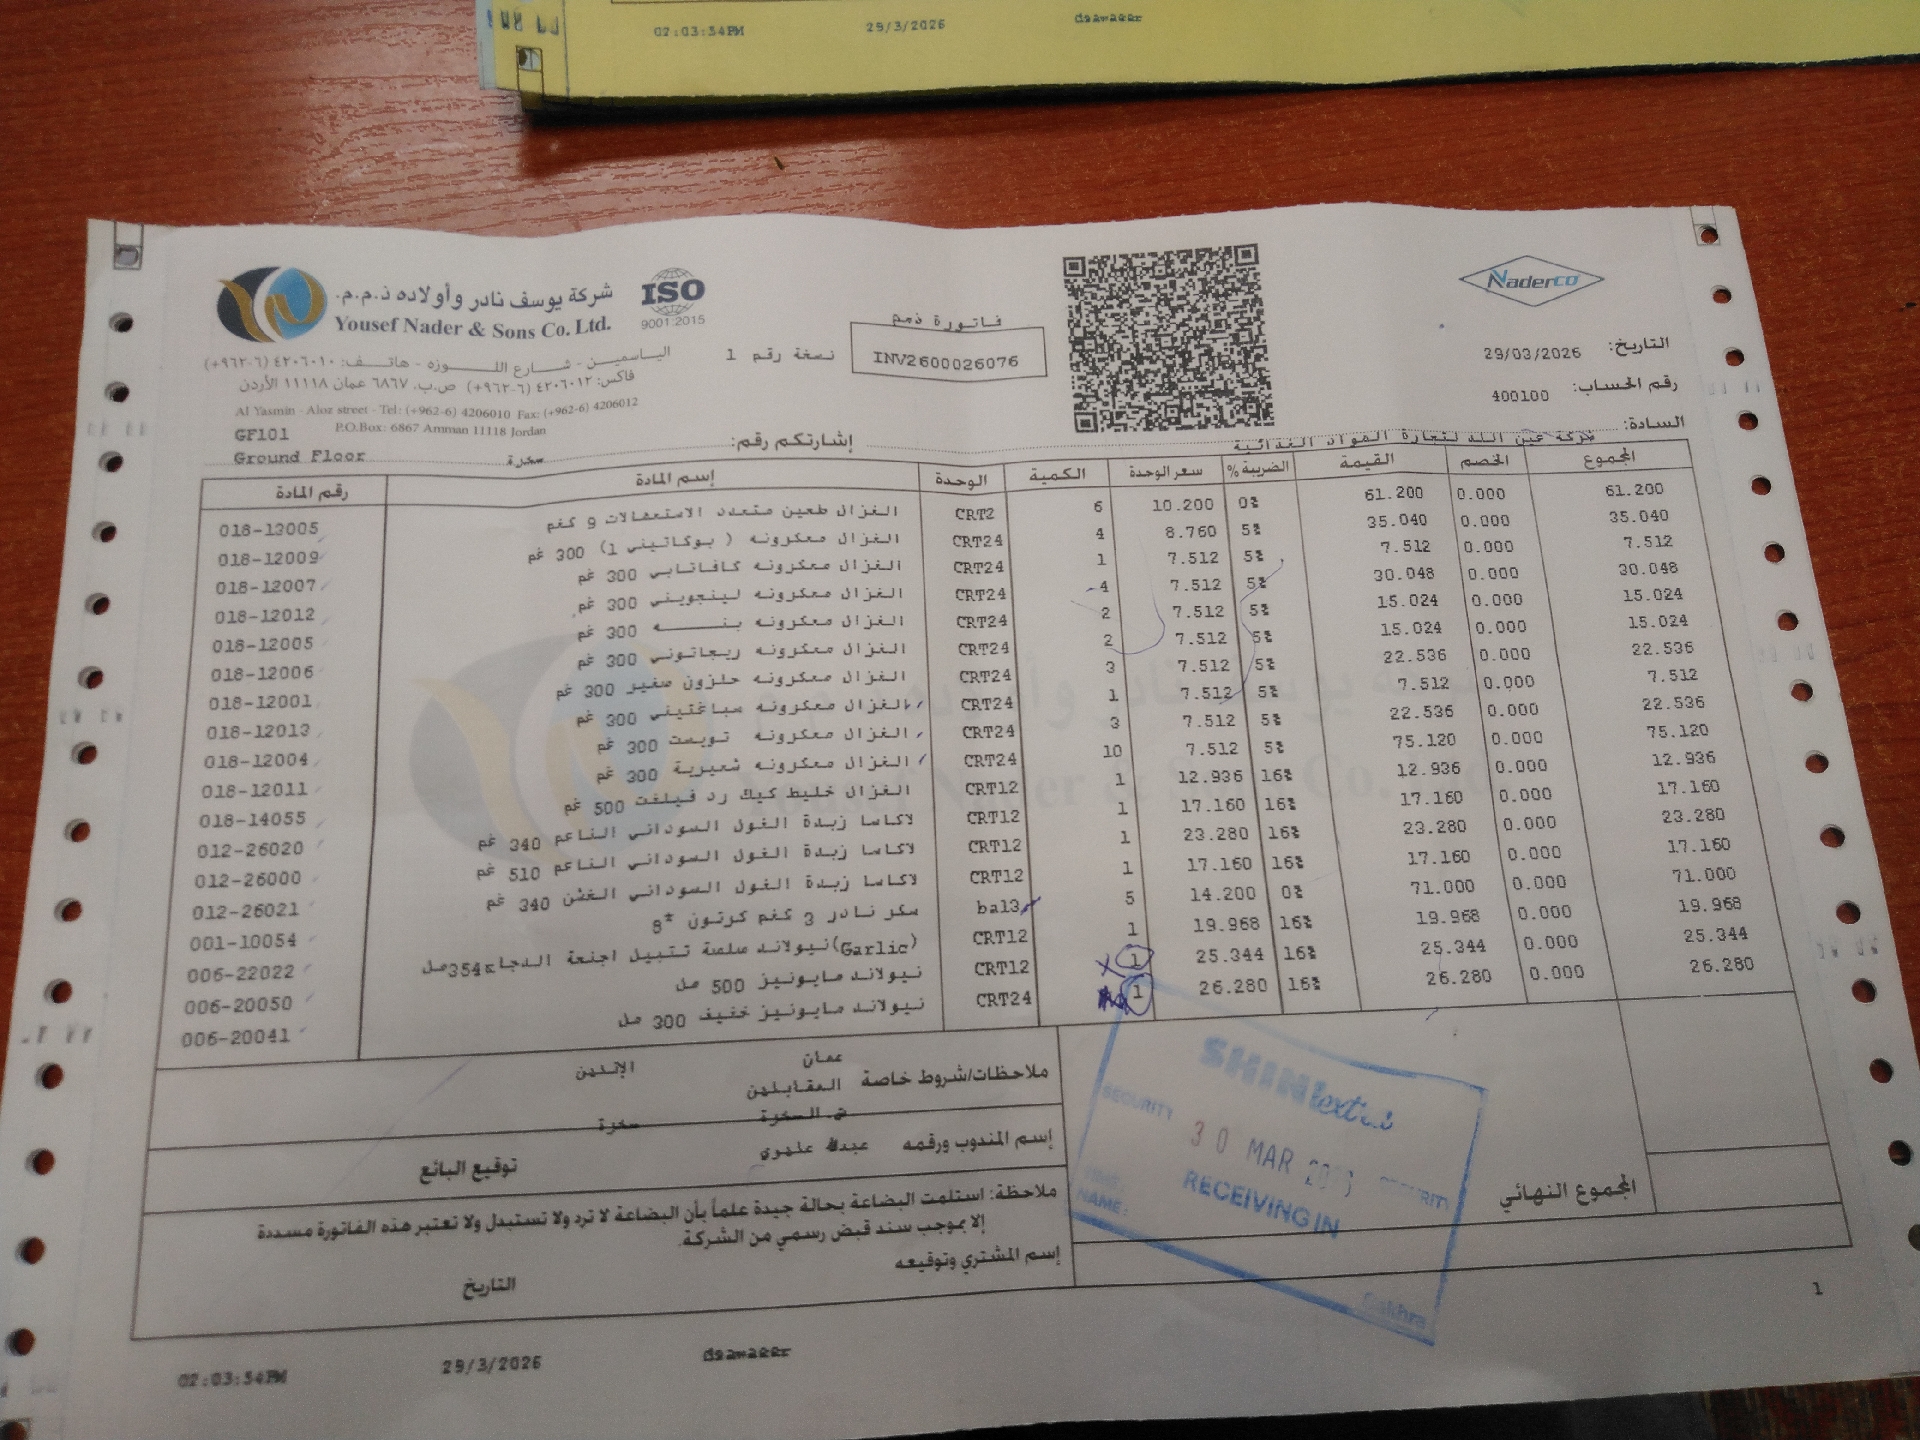 02:03:34PM 29/3/2026 dsawaeer
شركة يوسف نادر وأولاده ذ.م.م.
Yousef Nader & Sons Co. Ltd.
ISO
9001:2015
الياسمين - شارع اللوزه - هاتف: ٤٢٠٦٠١٠ (٦-٩٦٢+)
فاكس: ٤٢٠٦٠١٢ (٦-٩٦٢+) ص.ب. ٦٨٦٧ عمان ١١١١٨ الأردن
Al Yasmin - Aloz street - Tel: (+962-6) 4206010 Fax: (+962-6) 4206012
P.O.Box: 6867 Amman 11118 Jordan
GF101
Ground Floor
سكرة
نسخة رقم 1
فاتورة ذمم
INV2600026076
NaderCo
التاريخ: 29/03/2026
رقم الحساب: 400100
السادة: شركة عين الله لتجارة المواد الغذائية
إشارتكم رقم:
رقم المادة إسم المادة الوحدة الكمية سعر الوحدة الضريبة % القيمة الخصم المجموع
018-13005 الغزال طحين متعدد الاستعمالات 9 كغم CRT2 6 10.200 0% 61.200 0.000 61.200
018-12009 الغزال معكرونه ( بوكاتيني 1) 300 غم CRT24 4 8.760 5% 35.040 0.000 35.040
018-12007 الغزال معكرونه كافاتابي 300 غم CRT24 1 7.512 5% 7.512 0.000 7.512
018-12012 الغزال معكرونه لينجويني 300 غم CRT24 4 7.512 5% 30.048 0.000 30.048
018-12005 الغزال معكرونه بنـــــه 300 غم CRT24 2 7.512 5% 15.024 0.000 15.024
018-12006 الغزال معكرونه ريجاتوني 300 غم CRT24 2 7.512 5% 15.024 0.000 15.024
018-12001 الغزال معكرونه حلزون صغير 300 غم CRT24 3 7.512 5% 22.536 0.000 22.536
018-12013 الغزال معكرونه سباغتيني 300 غم CRT24 1 7.512 5% 7.512 0.000 7.512
018-12004 الغزال معكرونه تويست 300 غم CRT24 3 7.512 5% 22.536 0.000 22.536
018-12011 الغزال معكرونه شعيرية 300 غم CRT24 10 7.512 5% 75.120 0.000 75.120
018-14055 الغزال خليط كيك رد فيلفت 500 غم CRT12 1 12.936 16% 12.936 0.000 12.936
012-26020 لاكاسا زبدة الفول السوداني الناعم 340 غم CRT12 1 17.160 16% 17.160 0.000 17.160
012-26000 لاكاسا زبدة الفول السوداني الناعم 510 غم CRT12 1 23.280 16% 23.280 0.000 23.280
012-26021 لاكاسا زبدة الفول السوداني الخشن 340 غم CRT12 1 17.160 16% 17.160 0.000 17.160
001-10054 سكر نادر 3 كغم كرتون *8 bal3 5 14.200 0% 71.000 0.000 71.000
006-22022 (Garlic)نيولاند صلصة تتبيل اجنحة الدجاج354مل CRT12 1 19.968 16% 19.968 0.000 19.968
006-20050 نيولاند مايونيز 500 مل CRT12 1 25.344 16% 25.344 0.000 25.344
006-20041 نيولاند مايونيز خفيف 300 مل CRT24 1 26.280 16% 26.280 0.000 26.280
ملاحظات/شروط خاصة عمان الإثنين
المقابلين
ش.السخرة سخرة
إسم المندوب ورقمه عبدالله عليوي
توقيع البائع
ملاحظة: استلمت البضاعة بحالة جيدة علماً بأن البضاعة لا ترد ولا تستبدل ولا تعتبر هذه الفاتورة مسددة
إلا بموجب سند قبض رسمي من الشركة.
إسم المشتري وتوقيعه
التاريخ
المجموع النهائي
SECURITY
30 MAR
SECURITY
NAME:
RECEIVING IN
1
02:03:34PM 29/3/2026 dsawaeer